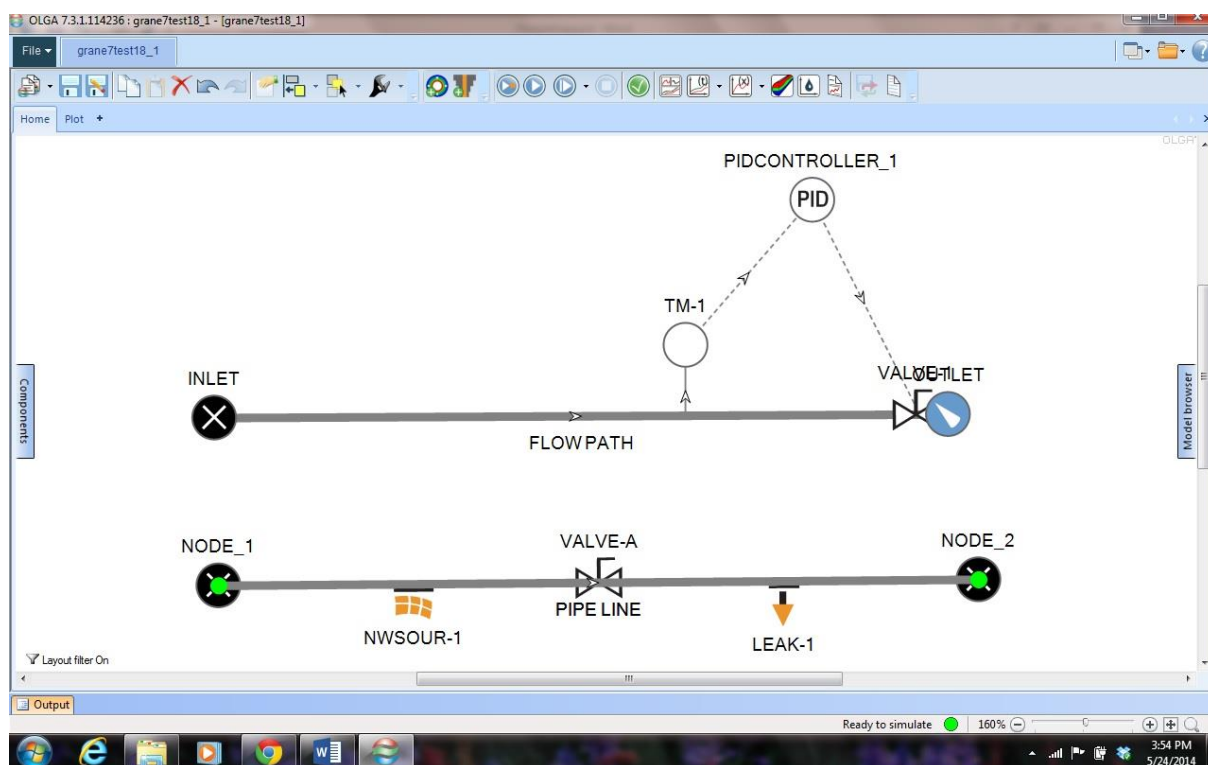 OLGA 7.3.1.114236 : grane7test18_1 - [grane7test18_1]
File
grane7test18_1
Home Plot +
OLGA
PIDCONTROLLER_1
PID
TM-1
INLET
VALVE-1
OUTLET
FLOW PATH
Components
Model browser
NODE_1
VALVE-A
NODE_2
PIPE LINE
NWSOUR-1
LEAK-1
Layout filter On
Output
Ready to simulate 160%
3:54 PM
5/24/2014